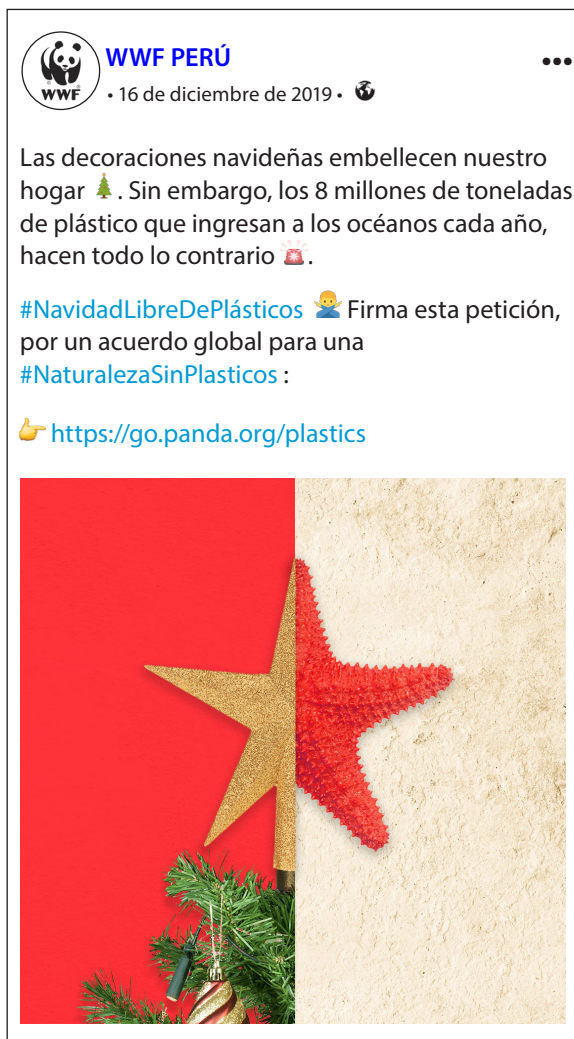 WWF PERÚ
WWF
• 16 de diciembre de 2019 •
Las decoraciones navideñas embellecen nuestro
hogar 🎄. Sin embargo, los 8 millones de toneladas
de plástico que ingresan a los océanos cada año,
hacen todo lo contrario 🚨.
#NavidadLibreDePlásticos 🙅‍♂️ Firma esta petición,
por un acuerdo global para una
#NaturalezaSinPlasticos :
👉 https://go.panda.org/plastics